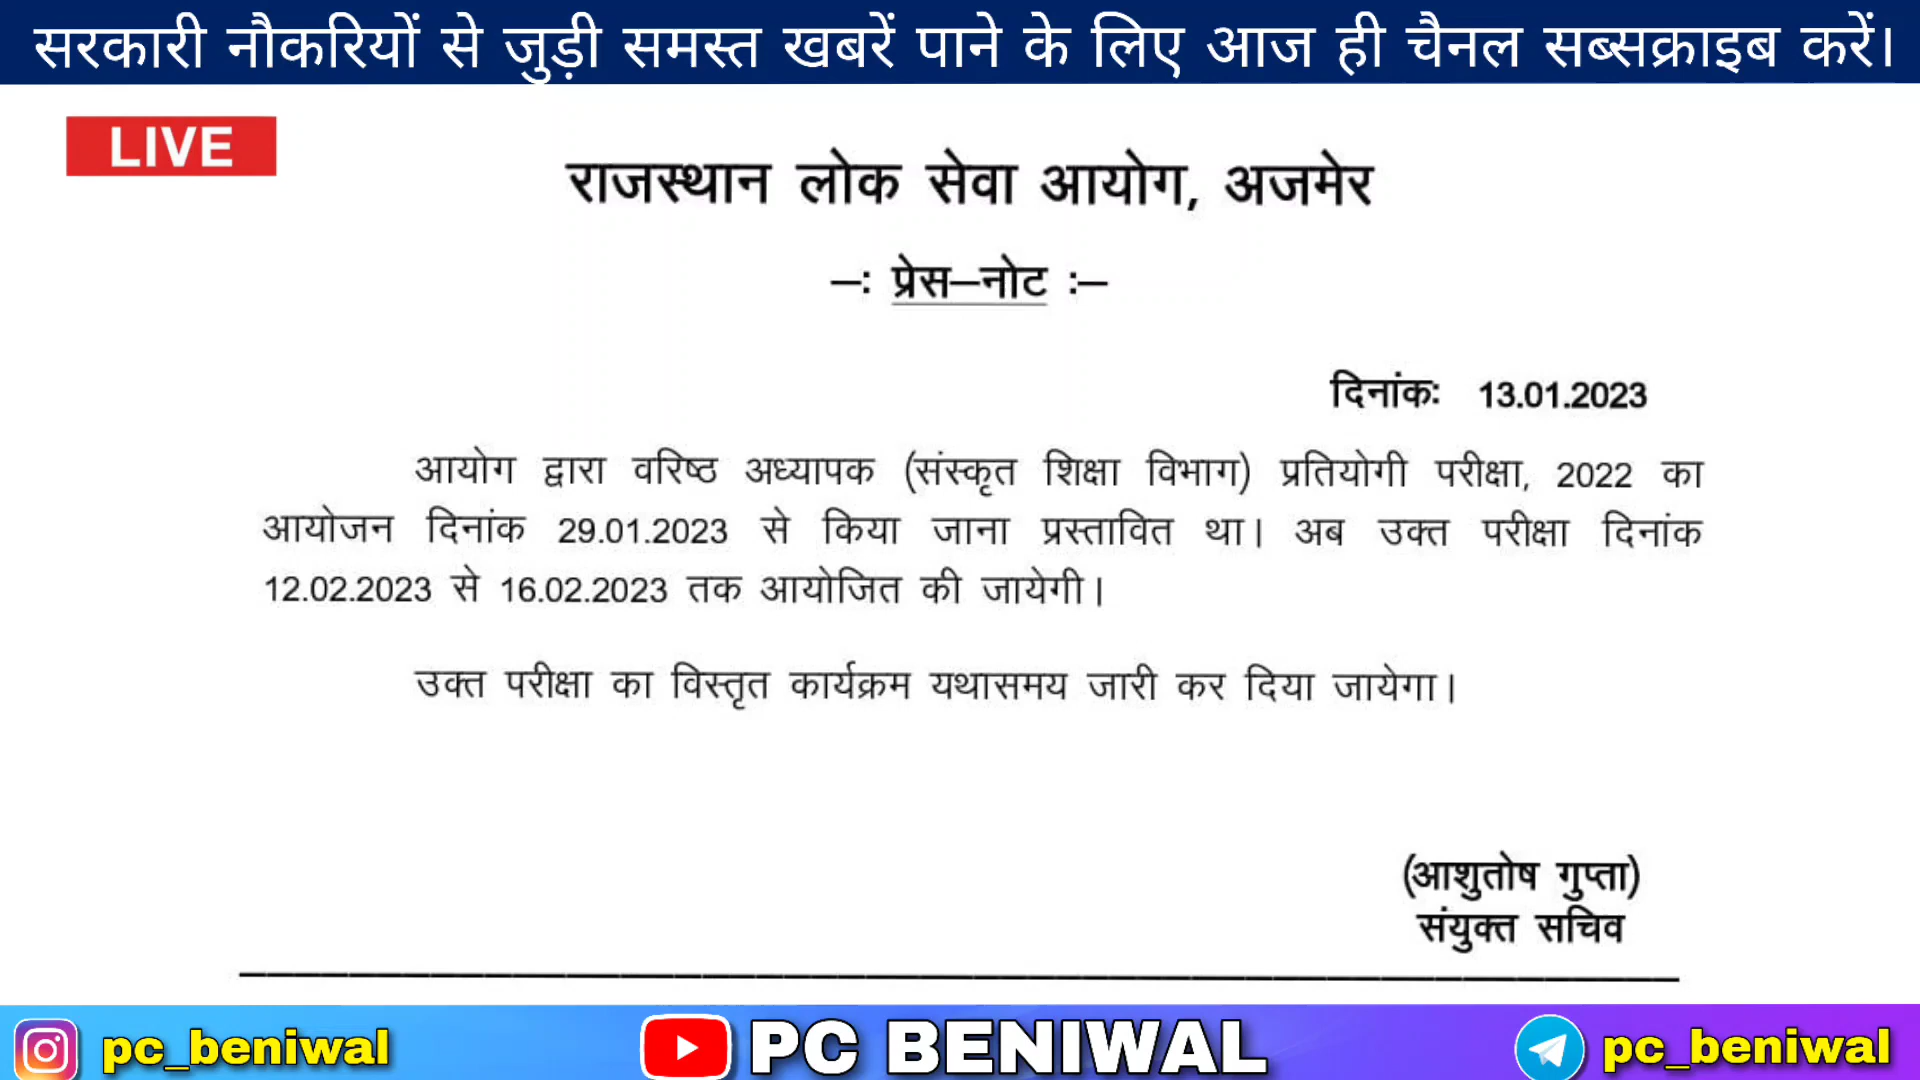 सरकारी नौकरियों से जुड़ी समस्त खबरें पाने के लिए आज ही चैनल सब्सक्राइब करें।
LIVE
राजस्थान लोक सेवा आयोग, अजमेर
–: प्रेस–नोट :–
दिनांकः 13.01.2023
आयोग द्वारा वरिष्ठ अध्यापक (संस्कृत शिक्षा विभाग) प्रतियोगी परीक्षा, 2022 का
आयोजन दिनांक 29.01.2023 से किया जाना प्रस्तावित था। अब उक्त परीक्षा दिनांक
12.02.2023 से 16.02.2023 तक आयोजित की जायेगी।
उक्त परीक्षा का विस्तृत कार्यक्रम यथासमय जारी कर दिया जायेगा।
(आशुतोष गुप्ता)
संयुक्त सचिव
pc_beniwal PC BENIWAL pc_beniwal